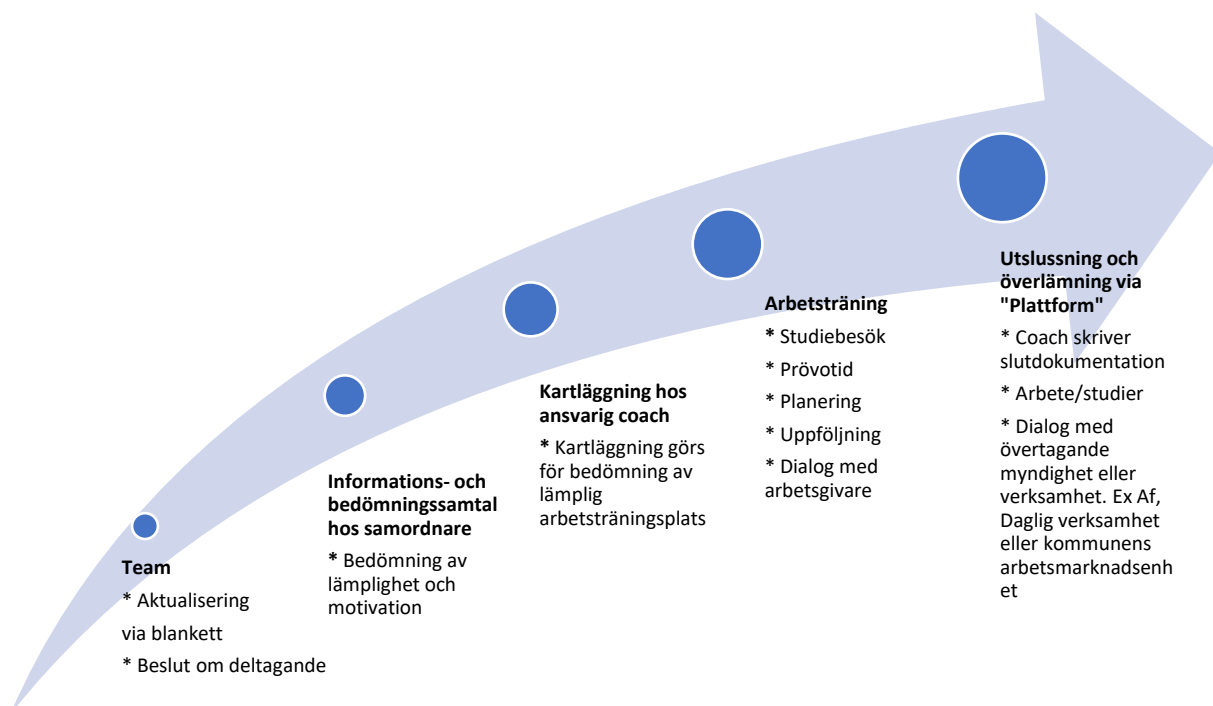 Team
* Aktualisering
via blankett
* Beslut om deltagande
Informations- och
bedömningssamtal
hos samordnare
* Bedömning av
lämplighet och
motivation
Kartläggning hos
ansvarig coach
* Kartläggning görs
för bedömning av
lämplig
arbetsträningsplats
Arbetsträning
* Studiebesök
* Prövotid
* Planering
* Uppföljning
* Dialog med
arbetsgivare
Utslussning och
överlämning via
"Plattform"
* Coach skriver
slutdokumentation
* Arbete/studier
* Dialog med
övertagande
myndighet eller
verksamhet. Ex Af,
Daglig verksamhet
eller kommunens
arbetsmarknadsenh
et